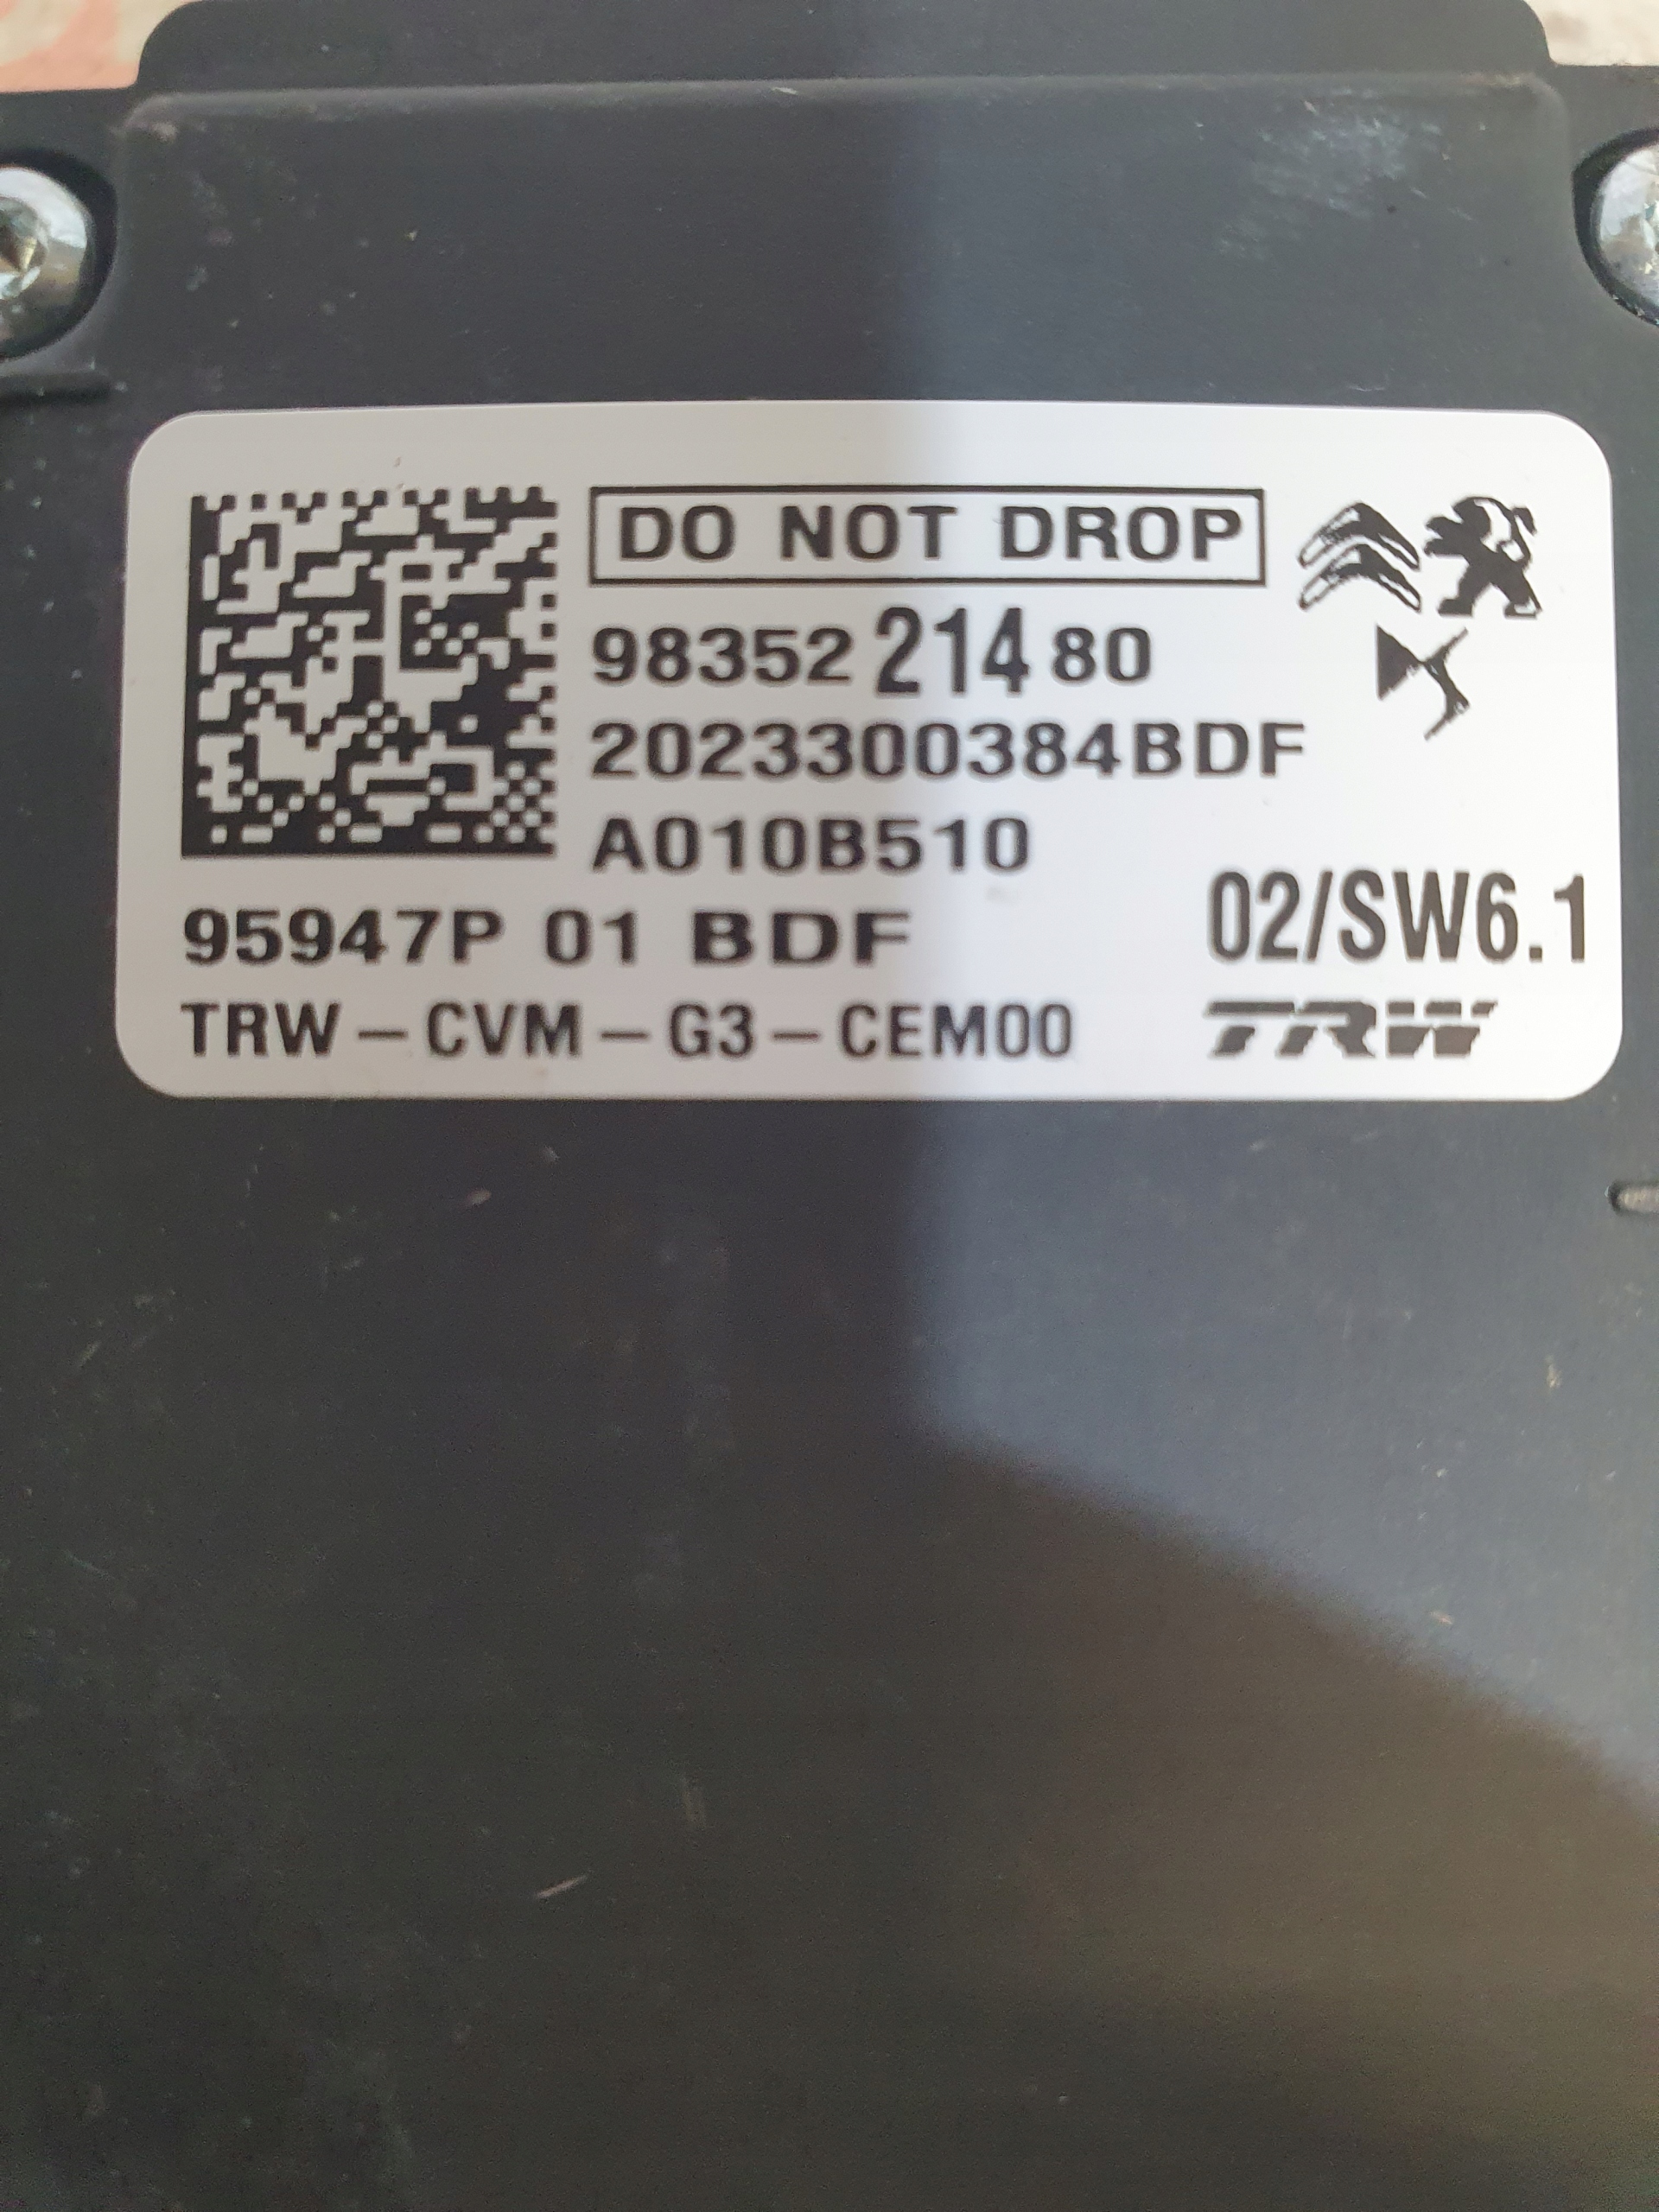 DO NOT DROP
98352 214 80
2023300384BDF
A010B510
95947P 01 BDF
02/SW6.1
TRW-CVM-G3-CEM00
TRW